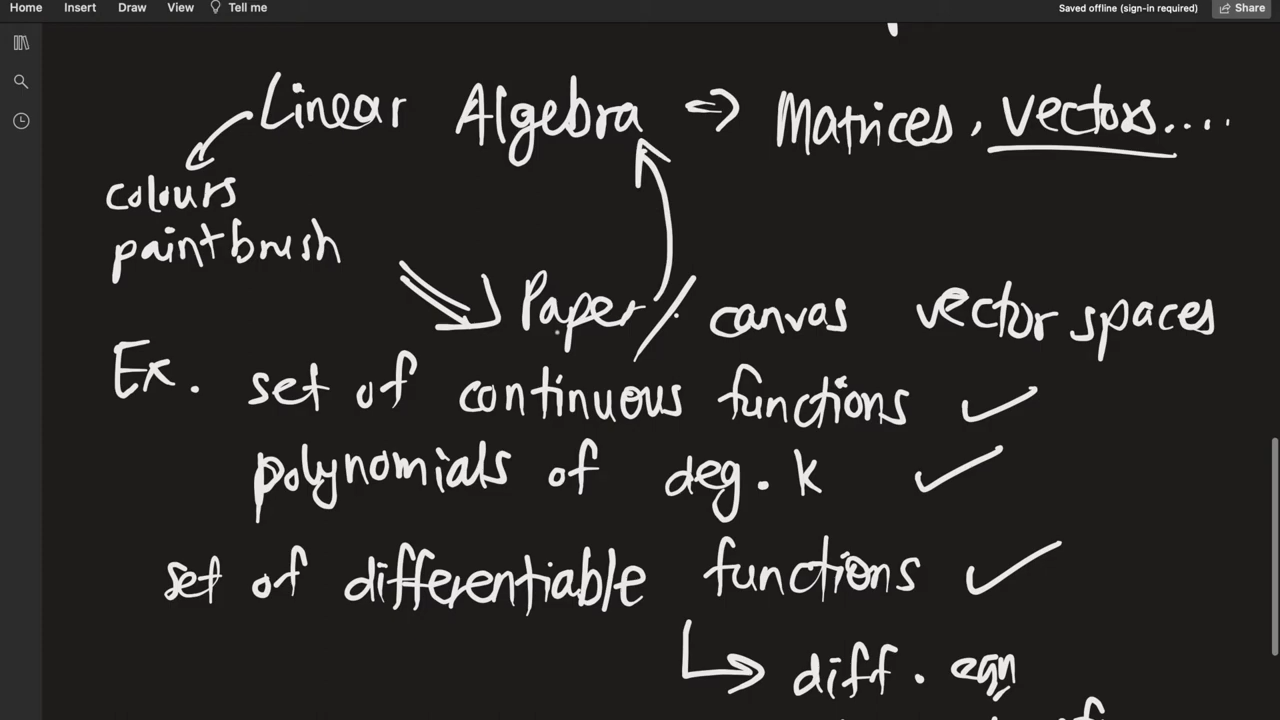 Home Insert Draw View Tell me Saved offline (sign-in required) Share
Linear Algebra => Matrices, vectors....
colours
paintbrush
Paper / canvas vector spaces
Ex. set of continuous functions ✓
polynomials of deg. k ✓
set of differentiable functions ✓
diff. eqn